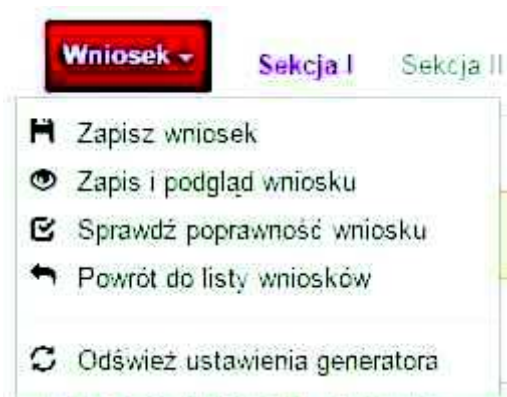 Wniosek
Sekcja I
Sekcja II
Zapisz wniosek
Zapis i podgląd wniosku
Sprawdź poprawność wniosku
Powrót do listy wniosków
Odśwież ustawienia generatora